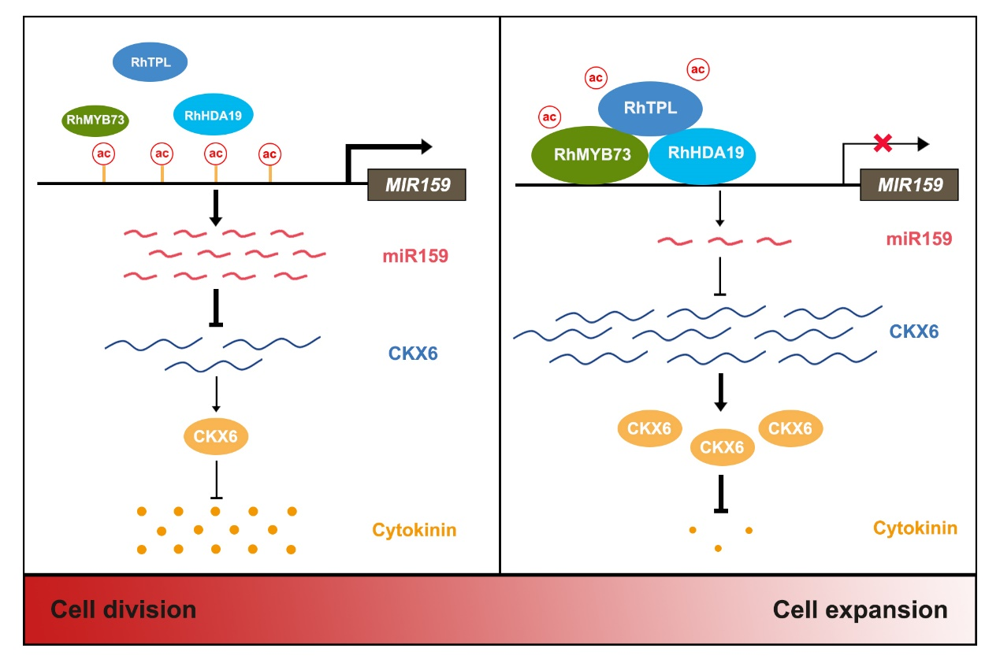 RhTPL
RhMYB73
RhHDA19
ac
ac
ac
ac
MIR159
miR159
CKX6
CKX6
Cytokinin
ac
ac
ac
RhTPL
RhMYB73
RhHDA19
MIR159
miR159
CKX6
CKX6
CKX6
CKX6
Cytokinin
Cell division
Cell expansion